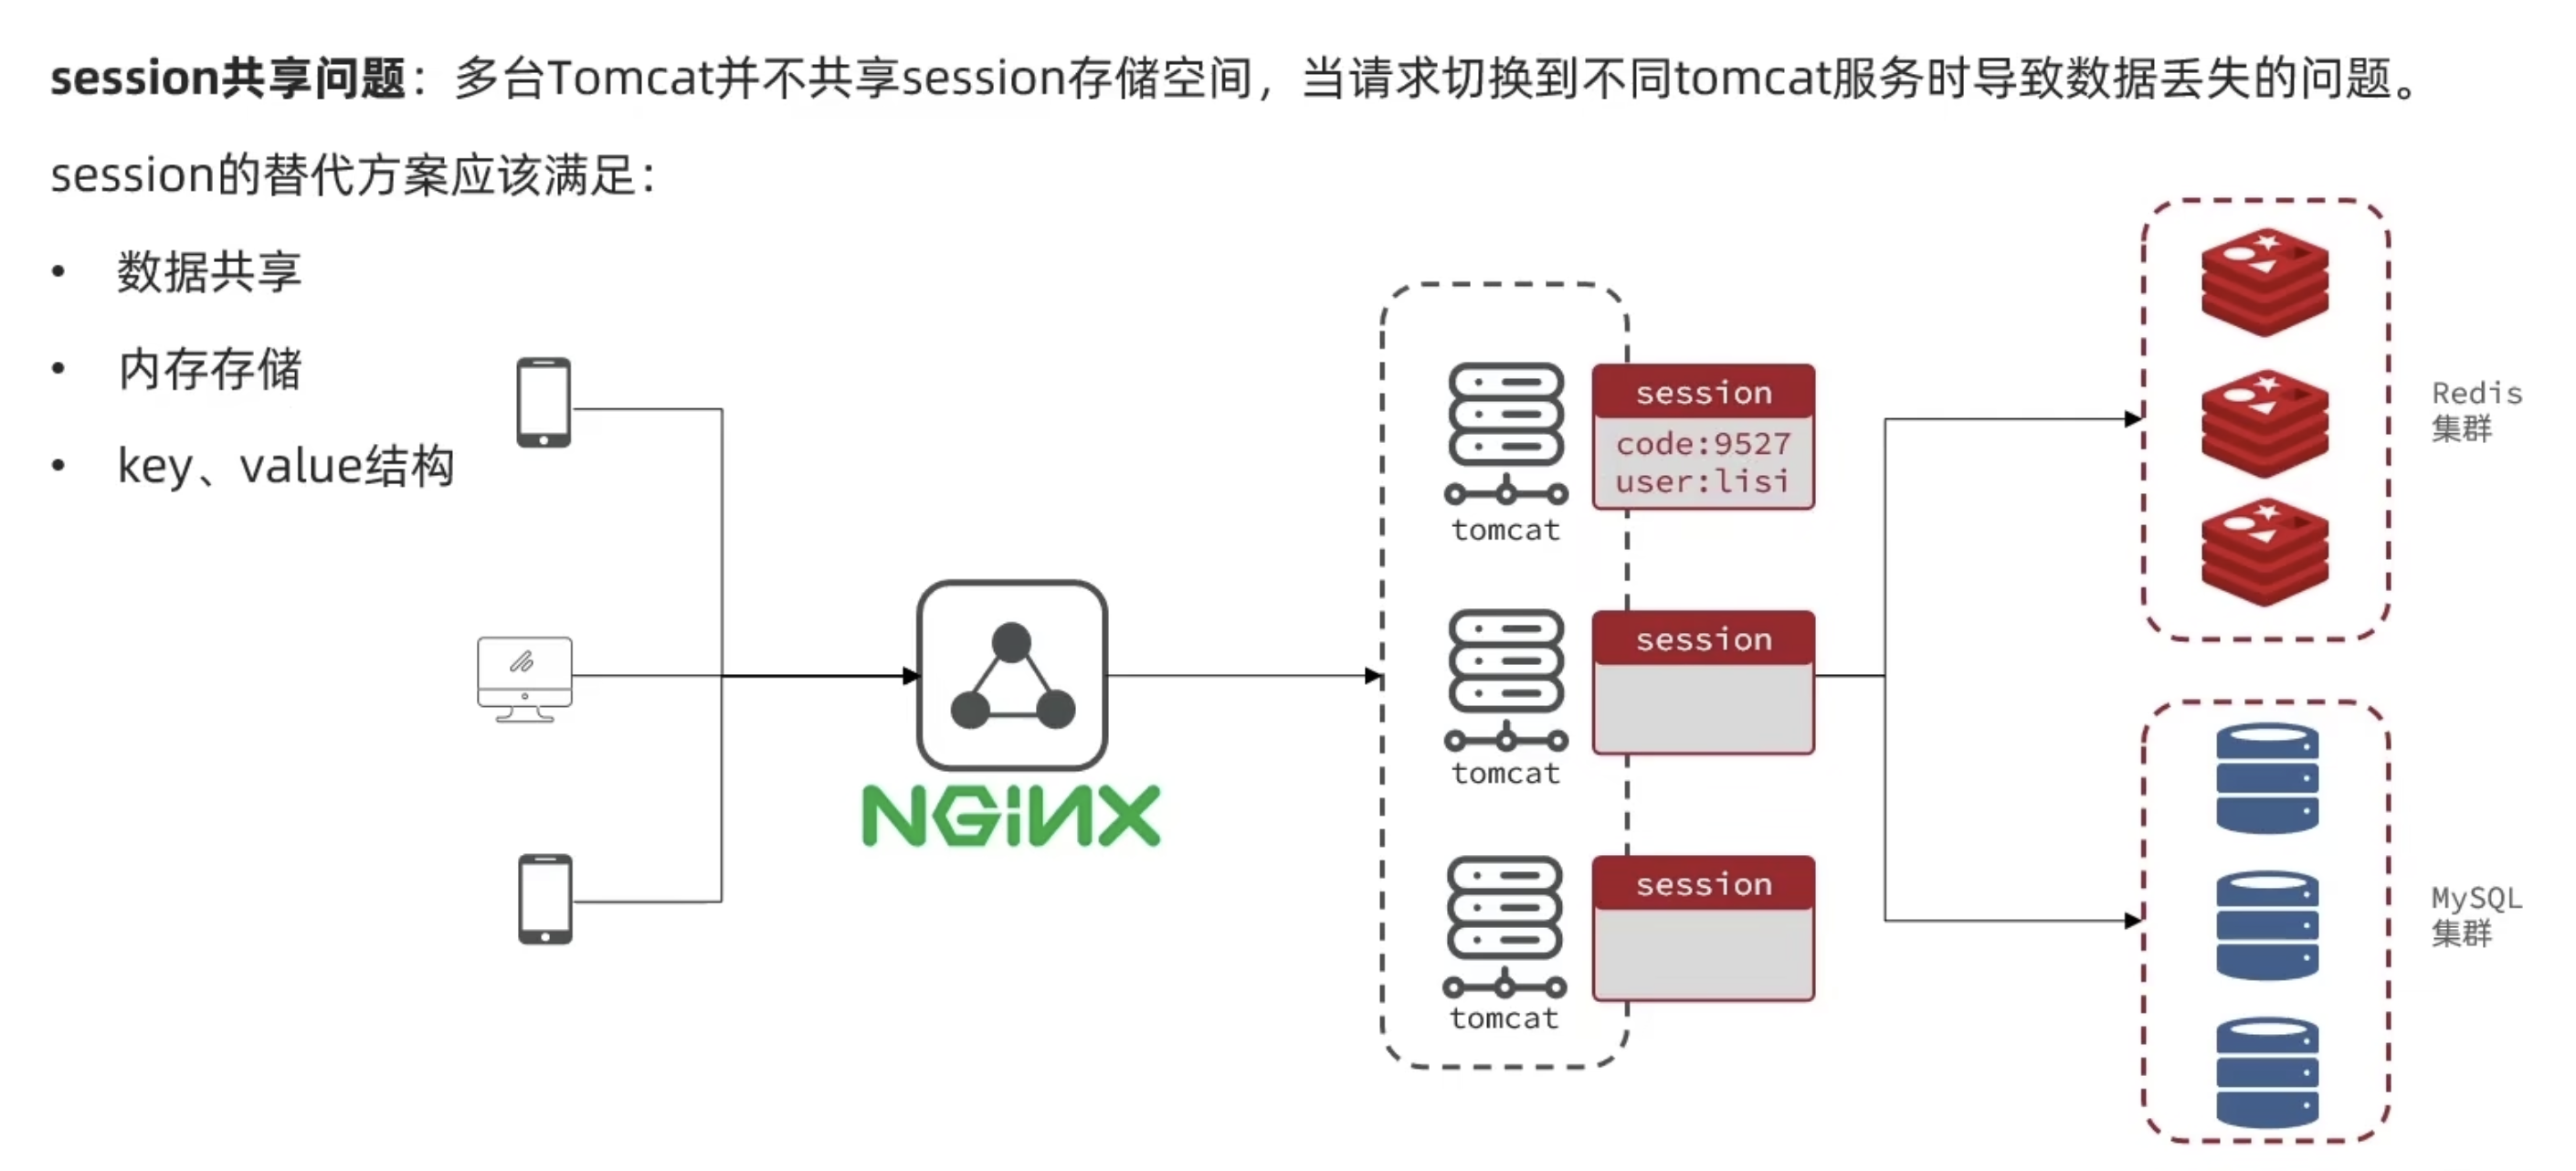 session共享问题：多台Tomcat并不共享session存储空间，当请求切换到不同tomcat服务时导致数据丢失的问题。
session的替代方案应该满足：
• 数据共享
• 内存存储
• key、value结构
NGINX
session
code:9527
user:lisi
tomcat
session
tomcat
session
tomcat
Redis
集群
MySQL
集群